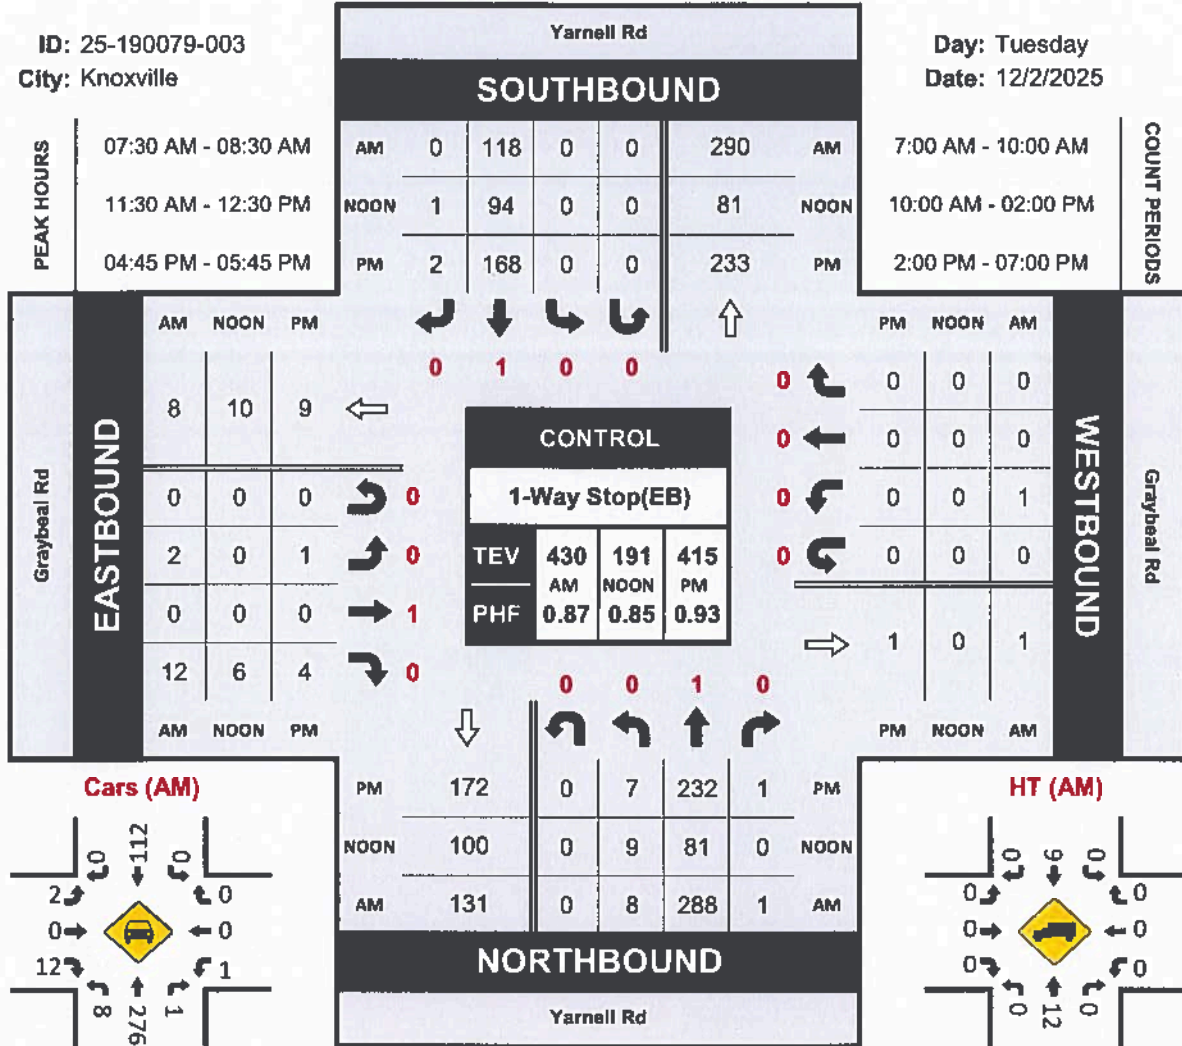 Yarnell Rd
ID: 25-190079-003
City: Knoxville
SOUTHBOUND
Day: Tuesday
Date: 12/2/2025
PEAK HOURS
07:30 AM - 08:30 AM
11:30 AM - 12:30 PM
04:45 PM - 05:45 PM
AM 0 118 0 0 290 AM
NOON 1 94 0 0 81 NOON
PM 2 168 0 0 233 PM
0 1 0 0
7:00 AM - 10:00 AM
10:00 AM - 02:00 PM
2:00 PM - 07:00 PM
COUNT PERIODS
Graybeal Rd
EASTBOUND
AM NOON PM
8 10 9
0 0 0 0
2 0 1 0
0 0 0 1
12 6 4 0
AM NOON PM
CONTROL
1-Way Stop(EB)
TEV 430 191 415
AM NOON PM
PHF 0.87 0.85 0.93
PM NOON AM
0 0 0 0
0 0 0 0
0 0 0 1
0 0 0 0
1 0 1
PM NOON AM
WESTBOUND
Graybeal Rd
0 0 1 0
PM 172 0 7 232 1 PM
NOON 100 0 9 81 0 NOON
AM 131 0 8 288 1 AM
NORTHBOUND
Yarnell Rd
Cars (AM)
0 112 0
2 0
0 0
12 1
8 276 1
HT (AM)
0 6 0
0 0
0 0
0 0
0 12 0